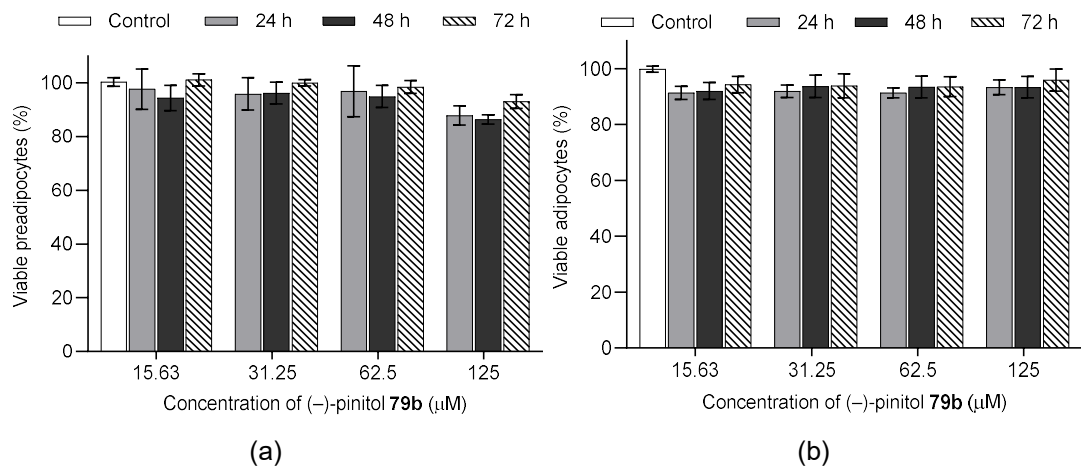 Control 24 h 48 h 72 h
Viable preadipocytes (%)
100
80
60
40
20
0
15.63 31.25 62.5 125
Concentration of (–)-pinitol 79b (μM)
(a)
Control 24 h 48 h 72 h
Viable adipocytes (%)
100
80
60
40
20
0
15.63 31.25 62.5 125
Concentration of (–)-pinitol 79b (μM)
(b)